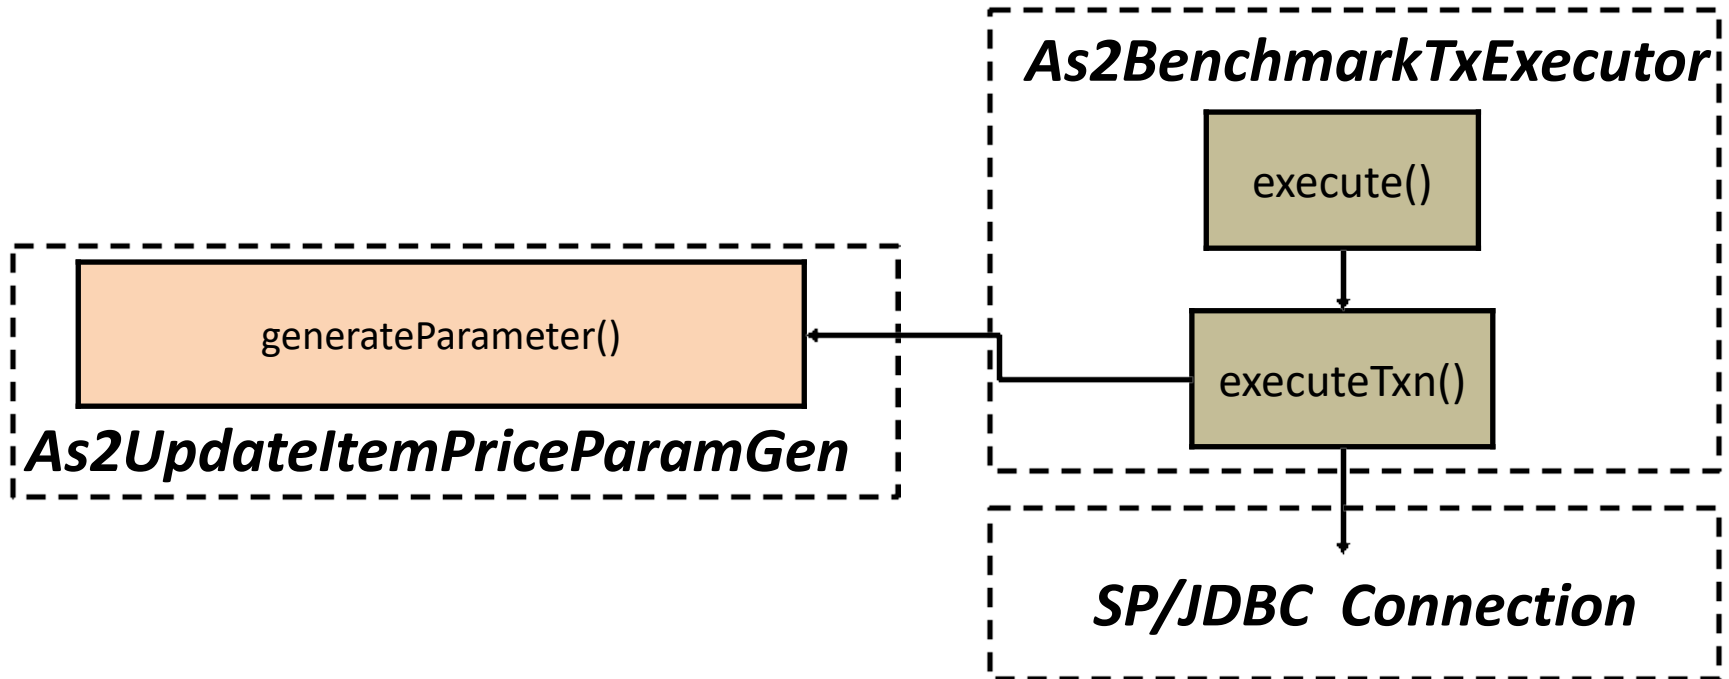 As2BenchmarkTxExecutor
execute()
generateParameter()
executeTxn()
As2UpdateItemPriceParamGen
SP/JDBC Connection